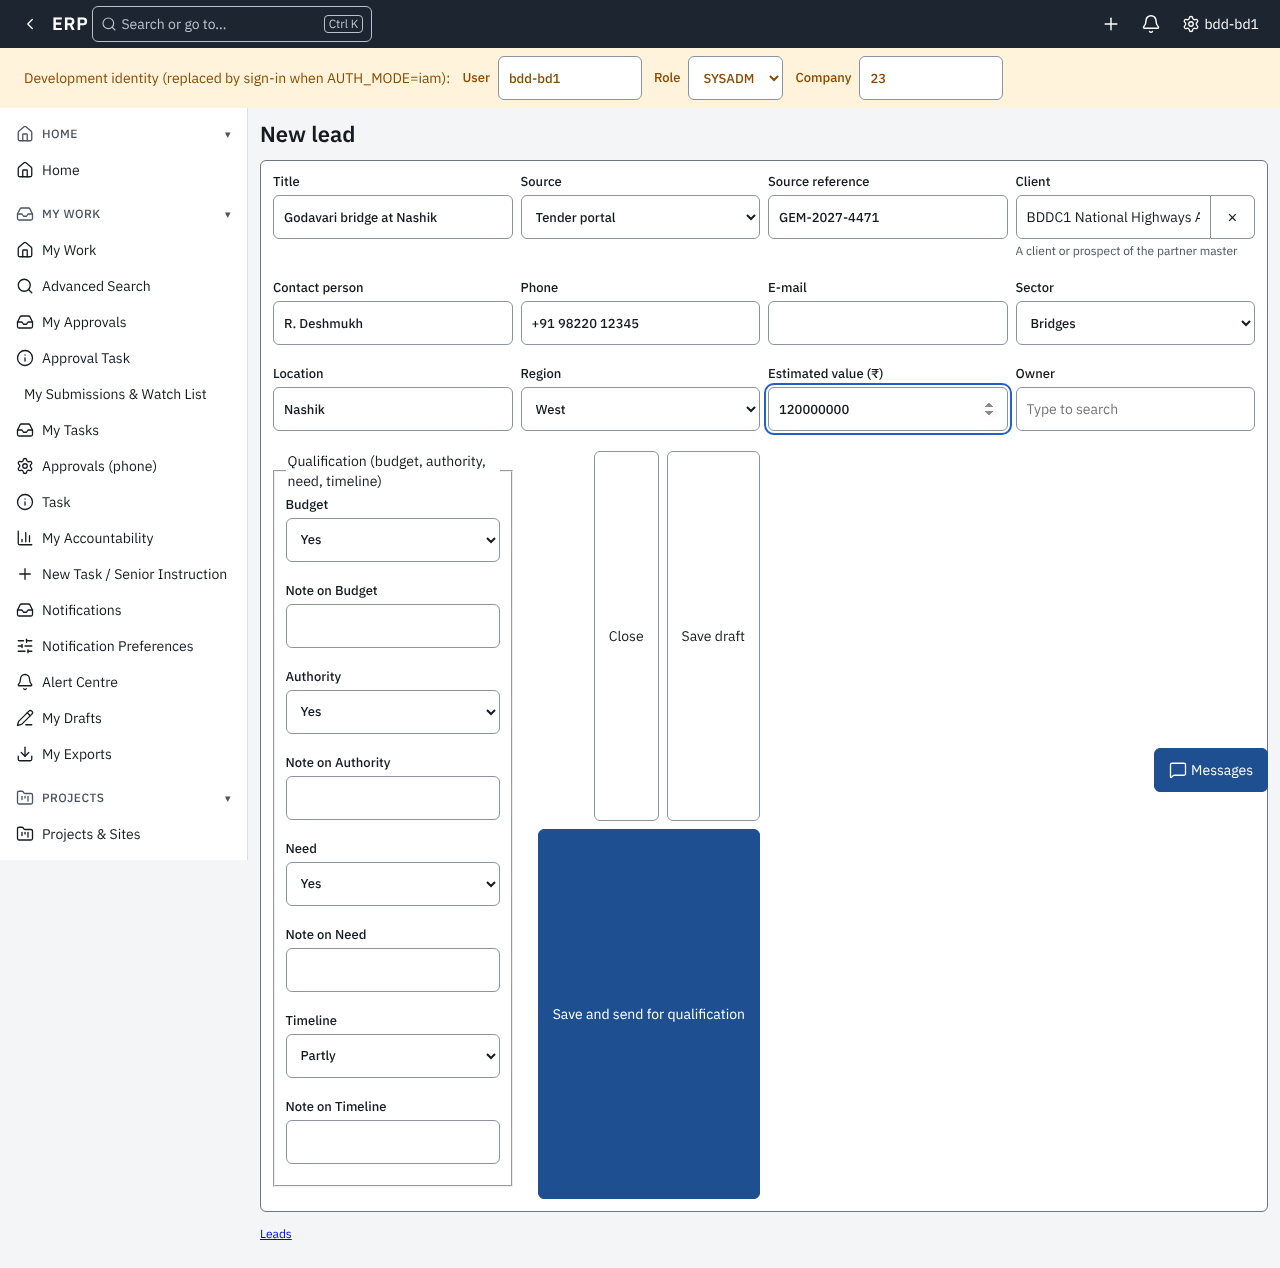 ERP
Search or go to...
Ctrl K
bdd-bd1
Development identity (replaced by sign-in when AUTH_MODE=iam):
User
bdd-bd1
Role
SYSADM
Company
23
HOME
Home
MY WORK
My Work
Advanced Search
My Approvals
Approval Task
My Submissions & Watch List
My Tasks
Approvals (phone)
Task
My Accountability
New Task / Senior Instruction
Notifications
Notification Preferences
Alert Centre
My Drafts
My Exports
PROJECTS
Projects & Sites
New lead
Title
Source
Source reference
Client
Godavari bridge at Nashik
Tender portal
GEM-2027-4471
BDDC1 National Highways A
×
A client or prospect of the partner master
Contact person
Phone
E-mail
Sector
R. Deshmukh
+91 98220 12345
Bridges
Location
Region
Estimated value (₹)
Owner
Nashik
West
120000000
Type to search
Qualification (budget, authority,
need, timeline)
Budget
Yes
Note on Budget
Authority
Yes
Note on Authority
Need
Yes
Note on Need
Timeline
Partly
Note on Timeline
Close
Save draft
Save and send for qualification
Messages
Leads